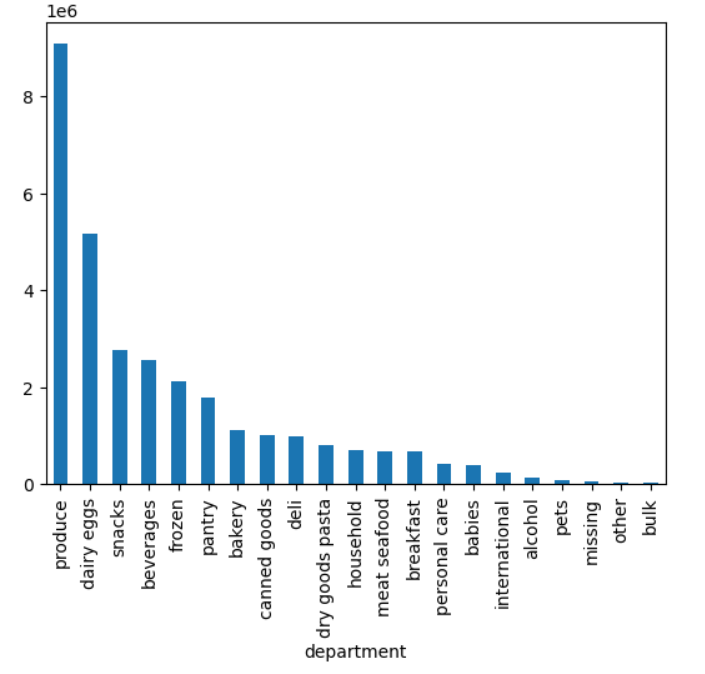 1e6
8
6
4
2
0
produce
dairy eggs
snacks
beverages
frozen
pantry
bakery
canned goods
deli
dry goods pasta
household
meat seafood
breakfast
personal care
babies
international
alcohol
pets
missing
other
bulk
department